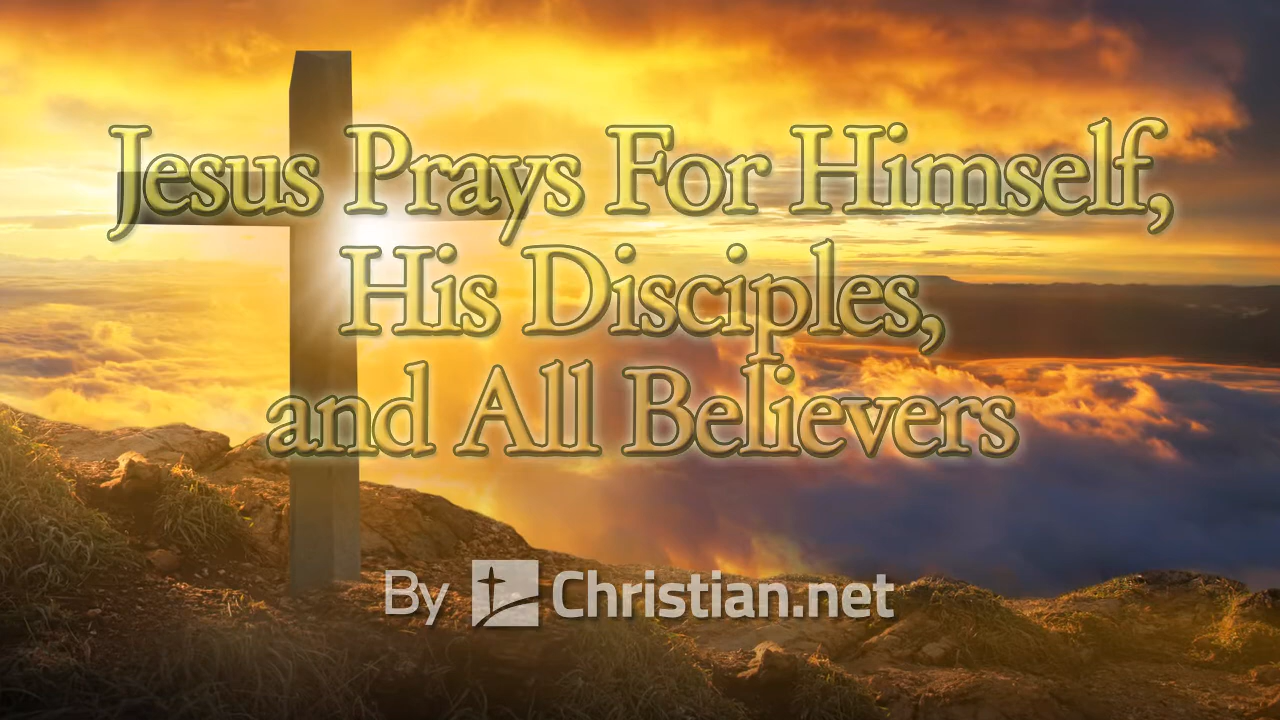 Jesus Prays For Himself,
His Disciples,
and All Believers
By Christian.net